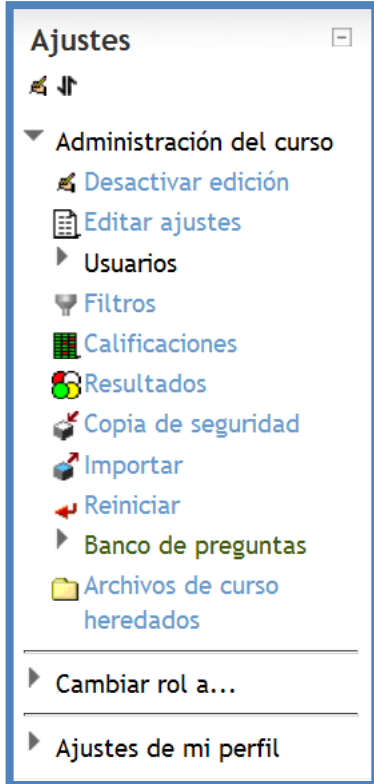 Ajustes
Administración del curso
Desactivar edición
Editar ajustes
Usuarios
Filtros
Calificaciones
Resultados
Copia de seguridad
Importar
Reiniciar
Banco de preguntas
Archivos de curso
heredados
Cambiar rol a...
Ajustes de mi perfil